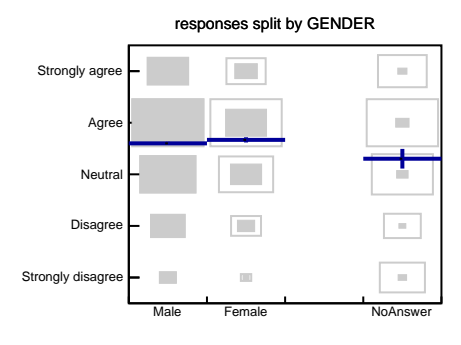 responses split by GENDER
Strongly agree
Agree
Neutral
Disagree
Strongly disagree
Male Female NoAnswer